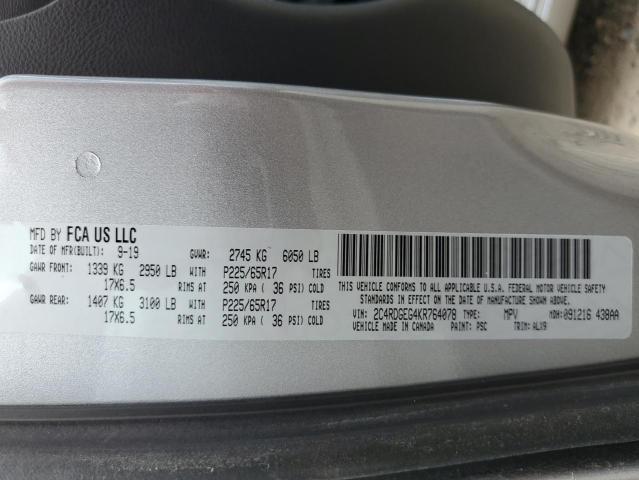 MFD BY FCA US LLC
DATE OF MFR(BUILT): 9-19 GVWR: 2745 KG 6050 LB
GAWR FRONT: 1339 KG 2950 LB WITH P225/65R17 TIRES
17X6.5 RIMS AT 250 KPA ( 36 PSI) COLD
GAWR REAR: 1407 KG 3100 LB WITH P225/65R17 TIRES
17X6.5 RIMS AT 250 KPA ( 36 PSI) COLD
THIS VEHICLE CONFORMS TO ALL APPLICABLE U.S.A. FEDERAL MOTOR VEHICLE SAFETY
STANDARDS IN EFFECT ON THE DATE OF MANUFACTURE SHOWN ABOVE.
VIN: 2C4RDGEG4KR764078 TYPE: MPV MDH: 091216 438AA
VEHICLE MADE IN CANADA PAINT: PSC TRIM: ALX9